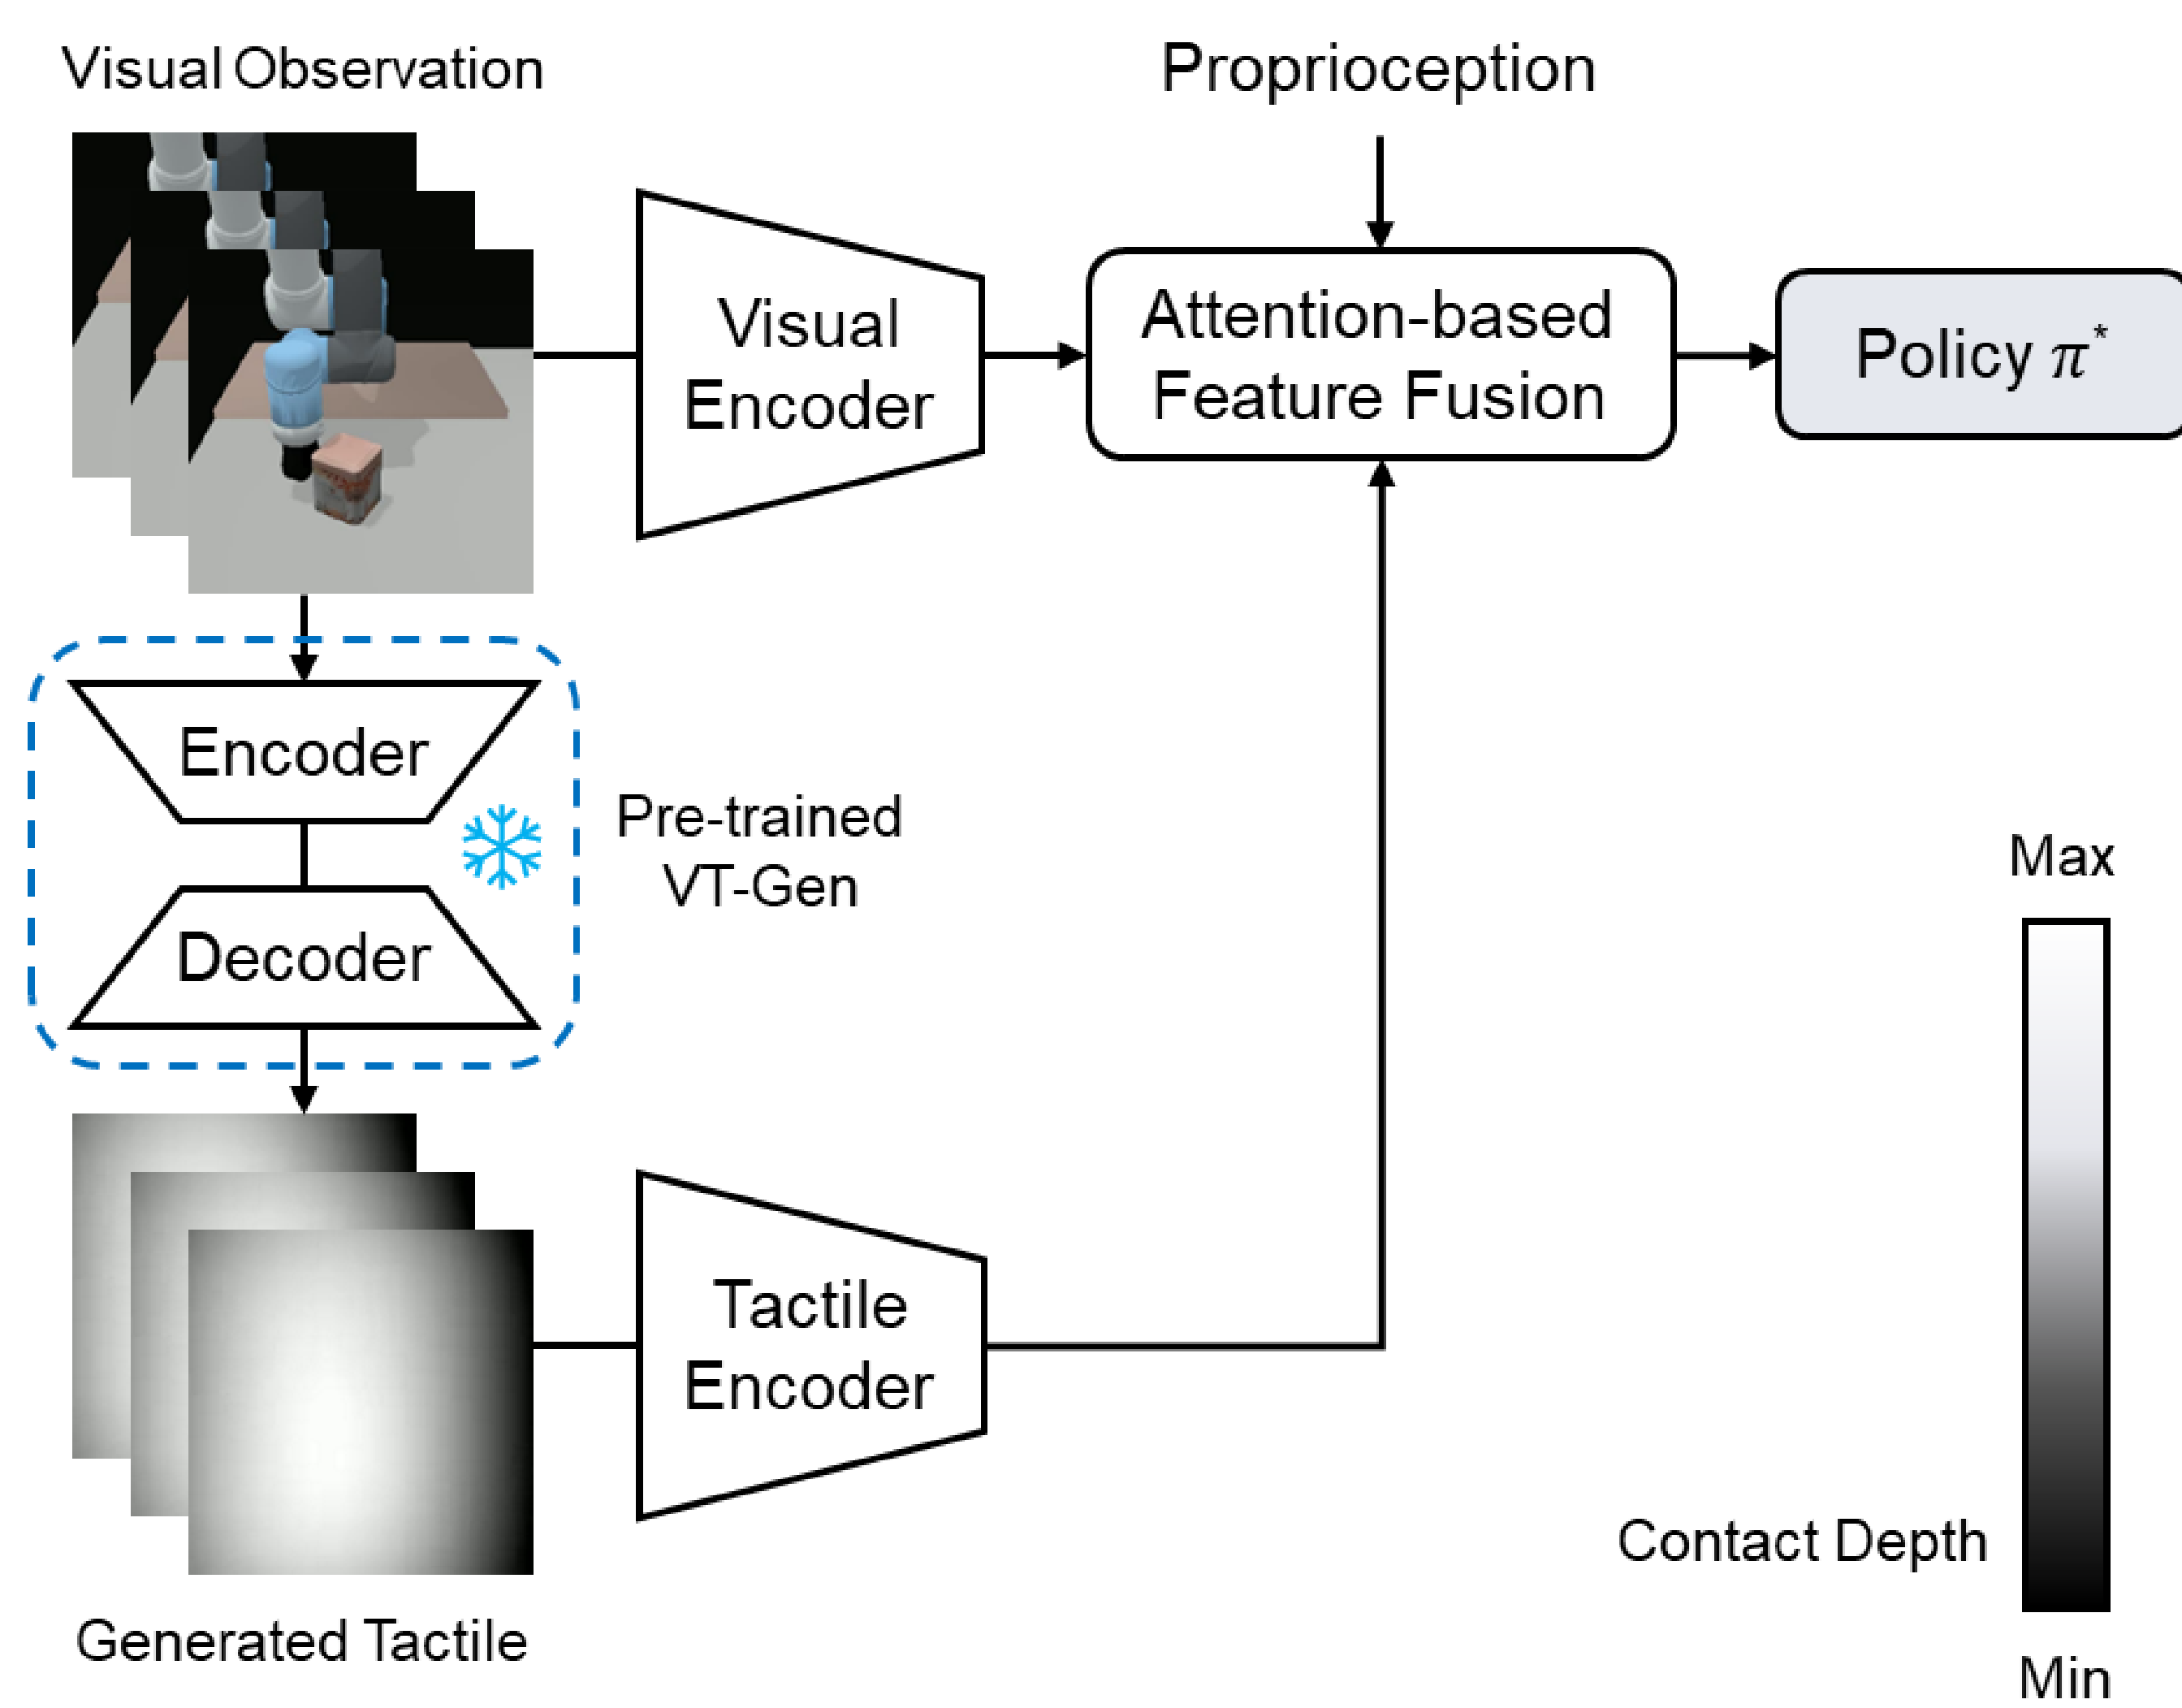 Visual Observation
Proprioception
Visual
Encoder
Attention-based
Feature Fusion
Policy π*
Encoder
Decoder
Pre-trained
VT-Gen
Tactile
Encoder
Generated Tactile
Max
Contact Depth
Min